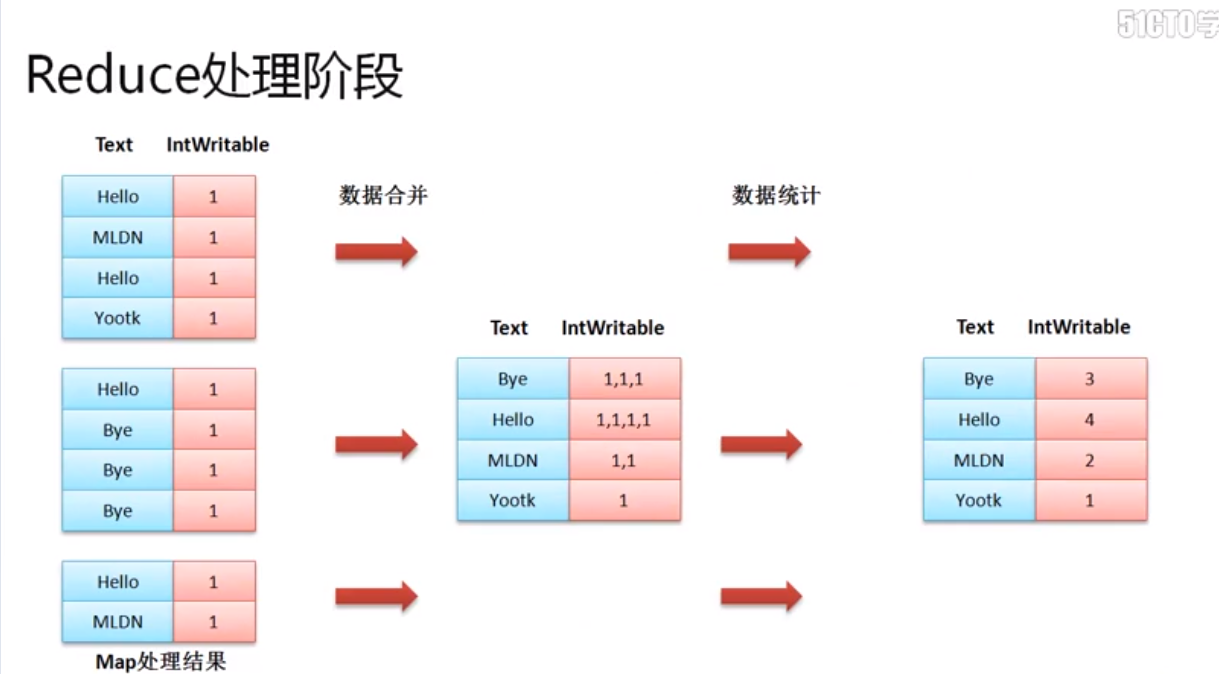 51CTO学
Reduce处理阶段
Text IntWritable
Hello 1
MLDN 1
Hello 1
Yootk 1
Hello 1
Bye 1
Bye 1
Bye 1
Hello 1
MLDN 1
Map处理结果
数据合并
Text IntWritable
Bye 1,1,1
Hello 1,1,1,1
MLDN 1,1
Yootk 1
数据统计
Text IntWritable
Bye 3
Hello 4
MLDN 2
Yootk 1